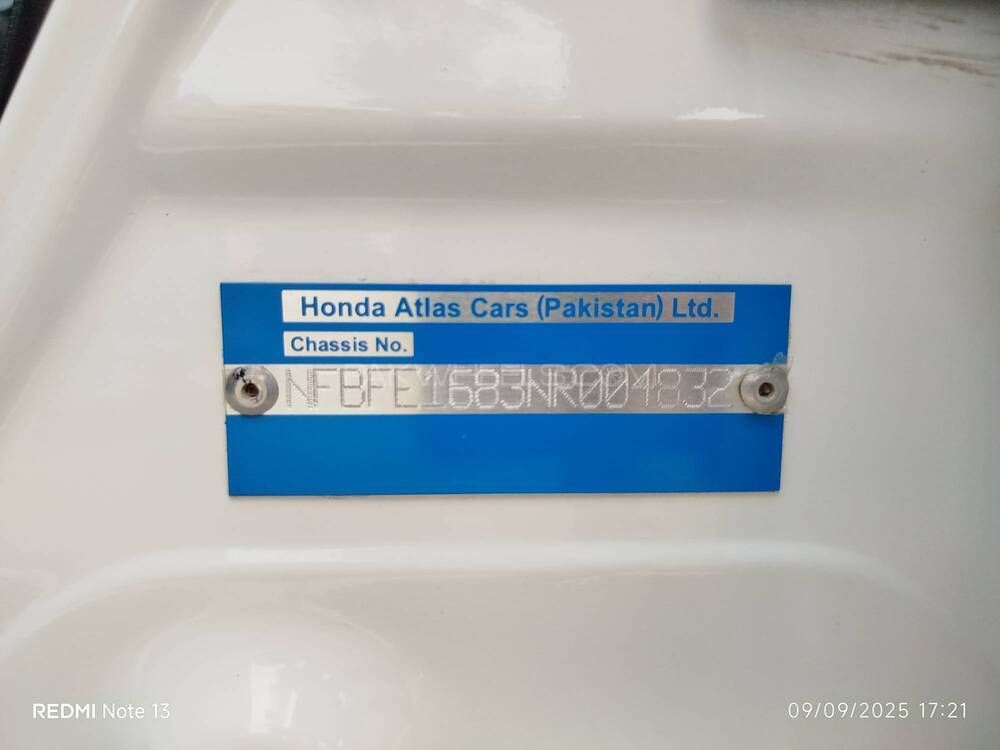 Honda Atlas Cars (Pakistan) Ltd.
Chassis No.
NFBFE1683NR004832
REDMI Note 13
09/09/2025 17:21